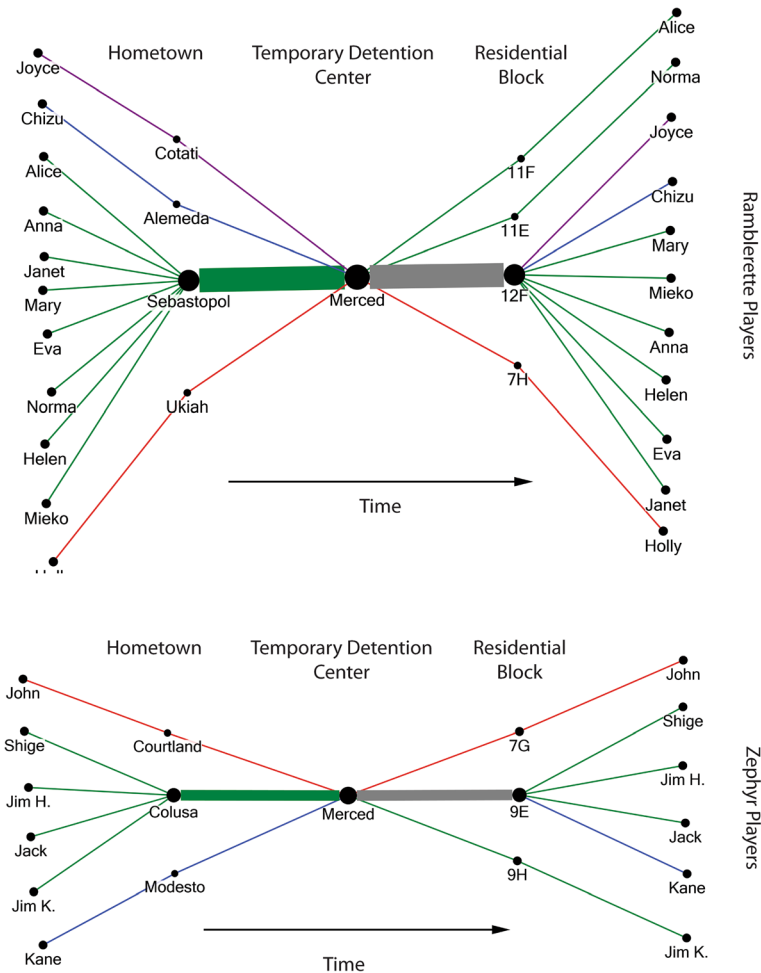 Hometown
Temporary Detention
Center
Residential
Block
Joyce
Chizu
Alice
Anna
Janet
Mary
Eva
Norma
Helen
Mieko
Cotati
Alemeda
Sebastopol
Ukiah
Merced
11F
11E
12F
7H
Alice
Norma
Joyce
Chizu
Mary
Mieko
Anna
Helen
Eva
Janet
Holly
Time
Ramblerette Players
Hometown
Temporary Detention
Center
Residential
Block
John
Shige
Jim H.
Jack
Jim K.
Kane
Courtland
Colusa
Modesto
Merced
7G
9E
9H
John
Shige
Jim H.
Jack
Kane
Jim K.
Time
Zephyr Players